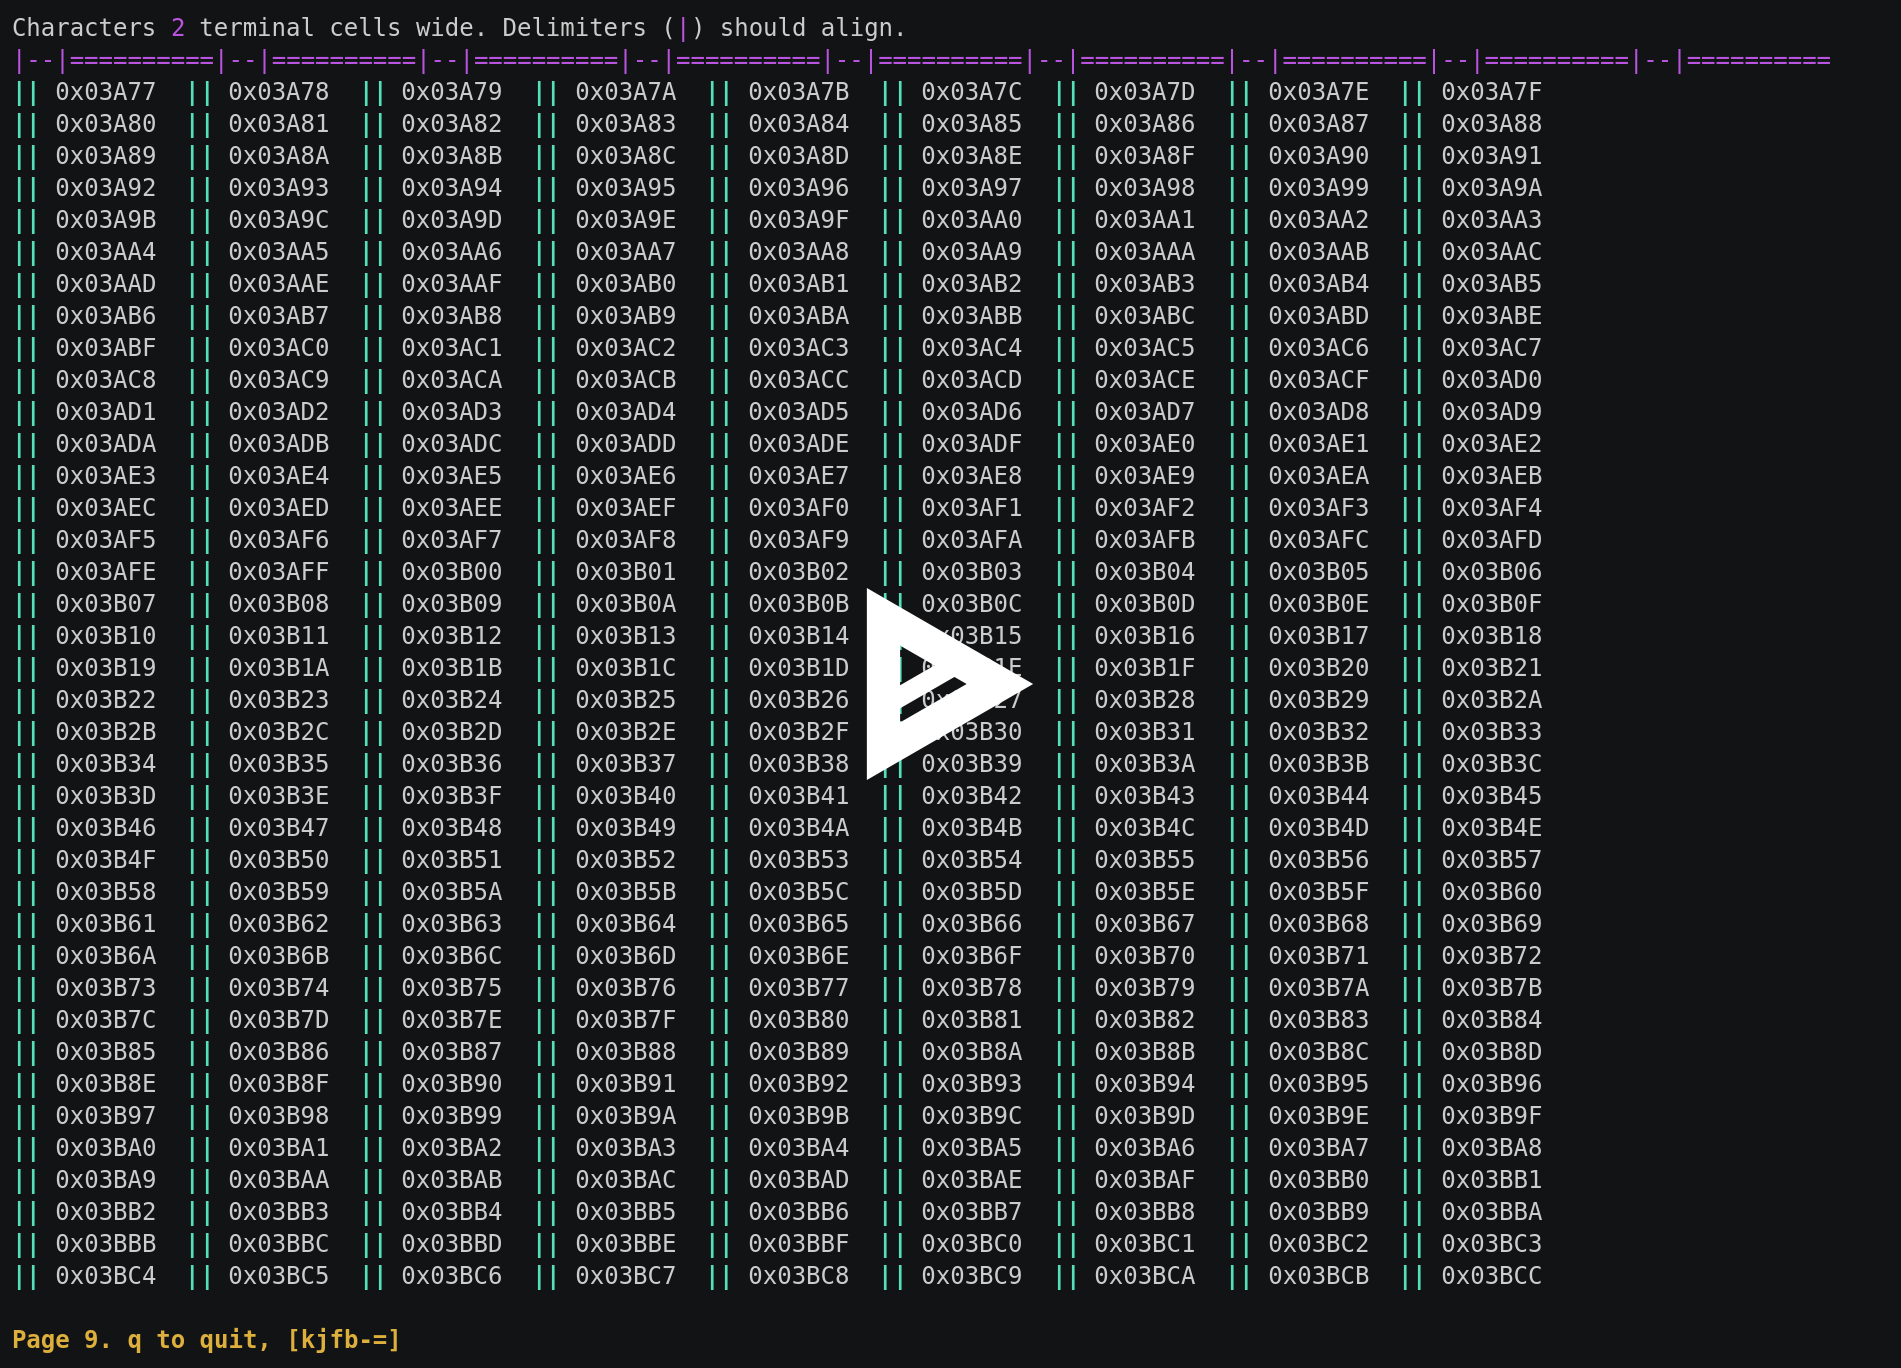 Characters 2 terminal cells wide. Delimiters (|) should align.
|--|==========|--|==========|--|==========|--|==========|--|==========|--|==========|--|==========|--|==========|--|==========
|| 0x03A77  || 0x03A78  || 0x03A79  || 0x03A7A  || 0x03A7B  || 0x03A7C  || 0x03A7D  || 0x03A7E  || 0x03A7F
|| 0x03A80  || 0x03A81  || 0x03A82  || 0x03A83  || 0x03A84  || 0x03A85  || 0x03A86  || 0x03A87  || 0x03A88
|| 0x03A89  || 0x03A8A  || 0x03A8B  || 0x03A8C  || 0x03A8D  || 0x03A8E  || 0x03A8F  || 0x03A90  || 0x03A91
|| 0x03A92  || 0x03A93  || 0x03A94  || 0x03A95  || 0x03A96  || 0x03A97  || 0x03A98  || 0x03A99  || 0x03A9A
|| 0x03A9B  || 0x03A9C  || 0x03A9D  || 0x03A9E  || 0x03A9F  || 0x03AA0  || 0x03AA1  || 0x03AA2  || 0x03AA3
|| 0x03AA4  || 0x03AA5  || 0x03AA6  || 0x03AA7  || 0x03AA8  || 0x03AA9  || 0x03AAA  || 0x03AAB  || 0x03AAC
|| 0x03AAD  || 0x03AAE  || 0x03AAF  || 0x03AB0  || 0x03AB1  || 0x03AB2  || 0x03AB3  || 0x03AB4  || 0x03AB5
|| 0x03AB6  || 0x03AB7  || 0x03AB8  || 0x03AB9  || 0x03ABA  || 0x03ABB  || 0x03ABC  || 0x03ABD  || 0x03ABE
|| 0x03ABF  || 0x03AC0  || 0x03AC1  || 0x03AC2  || 0x03AC3  || 0x03AC4  || 0x03AC5  || 0x03AC6  || 0x03AC7
|| 0x03AC8  || 0x03AC9  || 0x03ACA  || 0x03ACB  || 0x03ACC  || 0x03ACD  || 0x03ACE  || 0x03ACF  || 0x03AD0
|| 0x03AD1  || 0x03AD2  || 0x03AD3  || 0x03AD4  || 0x03AD5  || 0x03AD6  || 0x03AD7  || 0x03AD8  || 0x03AD9
|| 0x03ADA  || 0x03ADB  || 0x03ADC  || 0x03ADD  || 0x03ADE  || 0x03ADF  || 0x03AE0  || 0x03AE1  || 0x03AE2
|| 0x03AE3  || 0x03AE4  || 0x03AE5  || 0x03AE6  || 0x03AE7  || 0x03AE8  || 0x03AE9  || 0x03AEA  || 0x03AEB
|| 0x03AEC  || 0x03AED  || 0x03AEE  || 0x03AEF  || 0x03AF0  || 0x03AF1  || 0x03AF2  || 0x03AF3  || 0x03AF4
|| 0x03AF5  || 0x03AF6  || 0x03AF7  || 0x03AF8  || 0x03AF9  || 0x03AFA  || 0x03AFB  || 0x03AFC  || 0x03AFD
|| 0x03AFE  || 0x03AFF  || 0x03B00  || 0x03B01  || 0x03B02  || 0x03B03  || 0x03B04  || 0x03B05  || 0x03B06
|| 0x03B07  || 0x03B08  || 0x03B09  || 0x03B0A  || 0x03B0B  || 0x03B0C  || 0x03B0D  || 0x03B0E  || 0x03B0F
|| 0x03B10  || 0x03B11  || 0x03B12  || 0x03B13  || 0x03B14  || 0x03B16  || 0x03B17  || 0x03B18
|| 0x03B19  || 0x03B1A  || 0x03B1B  || 0x03B1C  || 0x03B1D  || 0x03B1F  || 0x03B20  || 0x03B21
|| 0x03B22  || 0x03B23  || 0x03B24  || 0x03B25  || 0x03B26  || 0x03B28  || 0x03B29  || 0x03B2A
|| 0x03B2B  || 0x03B2C  || 0x03B2D  || 0x03B2E  || 0x03B2F  || 0x03B31  || 0x03B32  || 0x03B33
|| 0x03B34  || 0x03B35  || 0x03B36  || 0x03B37  || 0x03B38  || 0x03B39  || 0x03B3A  || 0x03B3B  || 0x03B3C
|| 0x03B3D  || 0x03B3E  || 0x03B3F  || 0x03B40  || 0x03B41  || 0x03B42  || 0x03B43  || 0x03B44  || 0x03B45
|| 0x03B46  || 0x03B47  || 0x03B48  || 0x03B49  || 0x03B4A  || 0x03B4B  || 0x03B4C  || 0x03B4D  || 0x03B4E
|| 0x03B4F  || 0x03B50  || 0x03B51  || 0x03B52  || 0x03B53  || 0x03B54  || 0x03B55  || 0x03B56  || 0x03B57
|| 0x03B58  || 0x03B59  || 0x03B5A  || 0x03B5B  || 0x03B5C  || 0x03B5D  || 0x03B5E  || 0x03B5F  || 0x03B60
|| 0x03B61  || 0x03B62  || 0x03B63  || 0x03B64  || 0x03B65  || 0x03B66  || 0x03B67  || 0x03B68  || 0x03B69
|| 0x03B6A  || 0x03B6B  || 0x03B6C  || 0x03B6D  || 0x03B6E  || 0x03B6F  || 0x03B70  || 0x03B71  || 0x03B72
|| 0x03B73  || 0x03B74  || 0x03B75  || 0x03B76  || 0x03B77  || 0x03B78  || 0x03B79  || 0x03B7A  || 0x03B7B
|| 0x03B7C  || 0x03B7D  || 0x03B7E  || 0x03B7F  || 0x03B80  || 0x03B81  || 0x03B82  || 0x03B83  || 0x03B84
|| 0x03B85  || 0x03B86  || 0x03B87  || 0x03B88  || 0x03B89  || 0x03B8A  || 0x03B8B  || 0x03B8C  || 0x03B8D
|| 0x03B8E  || 0x03B8F  || 0x03B90  || 0x03B91  || 0x03B92  || 0x03B93  || 0x03B94  || 0x03B95  || 0x03B96
|| 0x03B97  || 0x03B98  || 0x03B99  || 0x03B9A  || 0x03B9B  || 0x03B9C  || 0x03B9D  || 0x03B9E  || 0x03B9F
|| 0x03BA0  || 0x03BA1  || 0x03BA2  || 0x03BA3  || 0x03BA4  || 0x03BA5  || 0x03BA6  || 0x03BA7  || 0x03BA8
|| 0x03BA9  || 0x03BAA  || 0x03BAB  || 0x03BAC  || 0x03BAD  || 0x03BAE  || 0x03BAF  || 0x03BB0  || 0x03BB1
|| 0x03BB2  || 0x03BB3  || 0x03BB4  || 0x03BB5  || 0x03BB6  || 0x03BB7  || 0x03BB8  || 0x03BB9  || 0x03BBA
|| 0x03BBB  || 0x03BBC  || 0x03BBD  || 0x03BBE  || 0x03BBF  || 0x03BC0  || 0x03BC1  || 0x03BC2  || 0x03BC3
|| 0x03BC4  || 0x03BC5  || 0x03BC6  || 0x03BC7  || 0x03BC8  || 0x03BC9  || 0x03BCA  || 0x03BCB  || 0x03BCC
Page 9. q to quit, [kjfb-=]